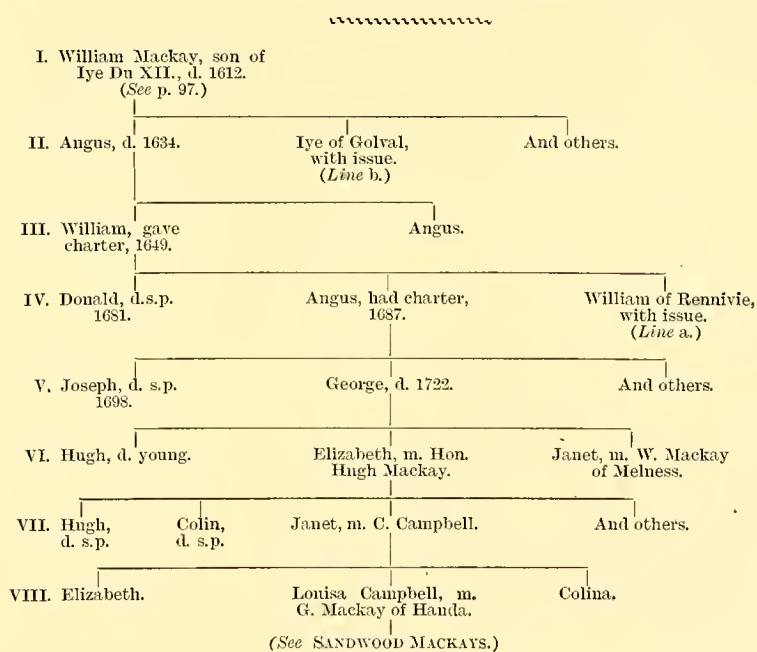 I. William Mackay, son of
Iye Du XII., d. 1612.
(See p. 97.)
II. Angus, d. 1634. Iye of Golval, And others.
with issue.
(Line b.)
III. William, gave Angus.
charter, 1649.
IV. Donald, d.s.p. Angus, had charter, William of Rennivie,
1681. 1687. with issue.
(Line a.)
V. Joseph, d. s.p. George, d. 1722. And others.
1698.
VI. Hugh, d. young. Elizabeth, m. Hon. Janet, m. W. Mackay
Hugh Mackay. of Melness.
VII. Hugh, Colin, Janet, m. C. Campbell. And others.
d. s.p. d. s.p.
VIII. Elizabeth. Louisa Campbell, m. Colina.
G. Mackay of Handa.
(See SANDWOOD MACKAYS.)